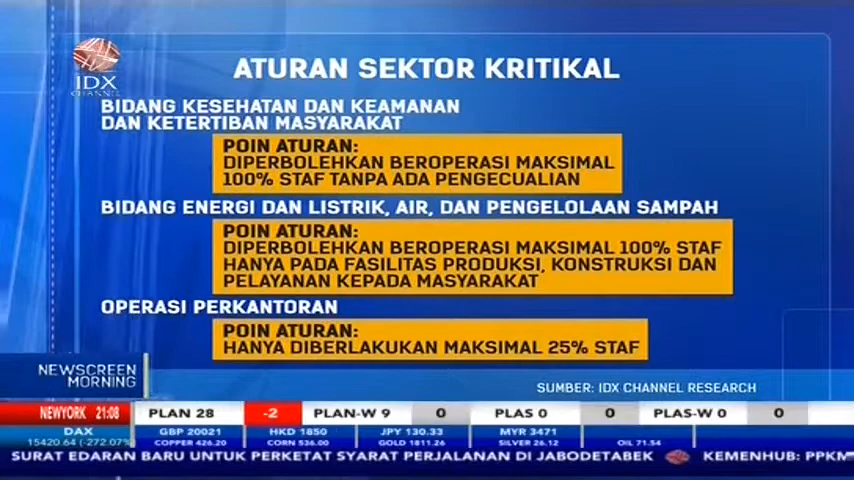 IDX
CHANNEL
ATURAN SEKTOR KRITIKAL
BIDANG KESEHATAN DAN KEAMANAN
DAN KETERTIBAN MASYARAKAT
POIN ATURAN:
DIPERBOLEHKAN BEROPERASI MAKSIMAL
100% STAF TANPA ADA PENGECUALIAN
BIDANG ENERGI DAN LISTRIK, AIR, DAN PENGELOLAAN SAMPAH
POIN ATURAN:
DIPERBOLEHKAN BEROPERASI MAKSIMAL 100% STAF
HANYA PADA FASILITAS PRODUKSI, KONSTRUKSI DAN
PELAYANAN KEPADA MASYARAKAT
OPERASI PERKANTORAN
POIN ATURAN:
HANYA DIBERLAKUKAN MAKSIMAL 25% STAF
NEWSCREEN
MORNING
SUMBER: IDX CHANNEL RESEARCH
NEWYORK 21:08 PLAN 28 -2 PLAN-W 9 0 PLAS 0 0 PLAS-W 0 0
DAX GBP 20021 HKD 1850 JPY 130.33 MYR 3471
15420.64 (-272.07%) COPPER 426.20 CORN 536.00 GOLD 1811.26 SILVER 26.12 OIL 71.54
SURAT EDARAN BARU UNTUK PERKETAT SYARAT PERJALANAN DI JABODETABEK KEMENHUB: PPKM